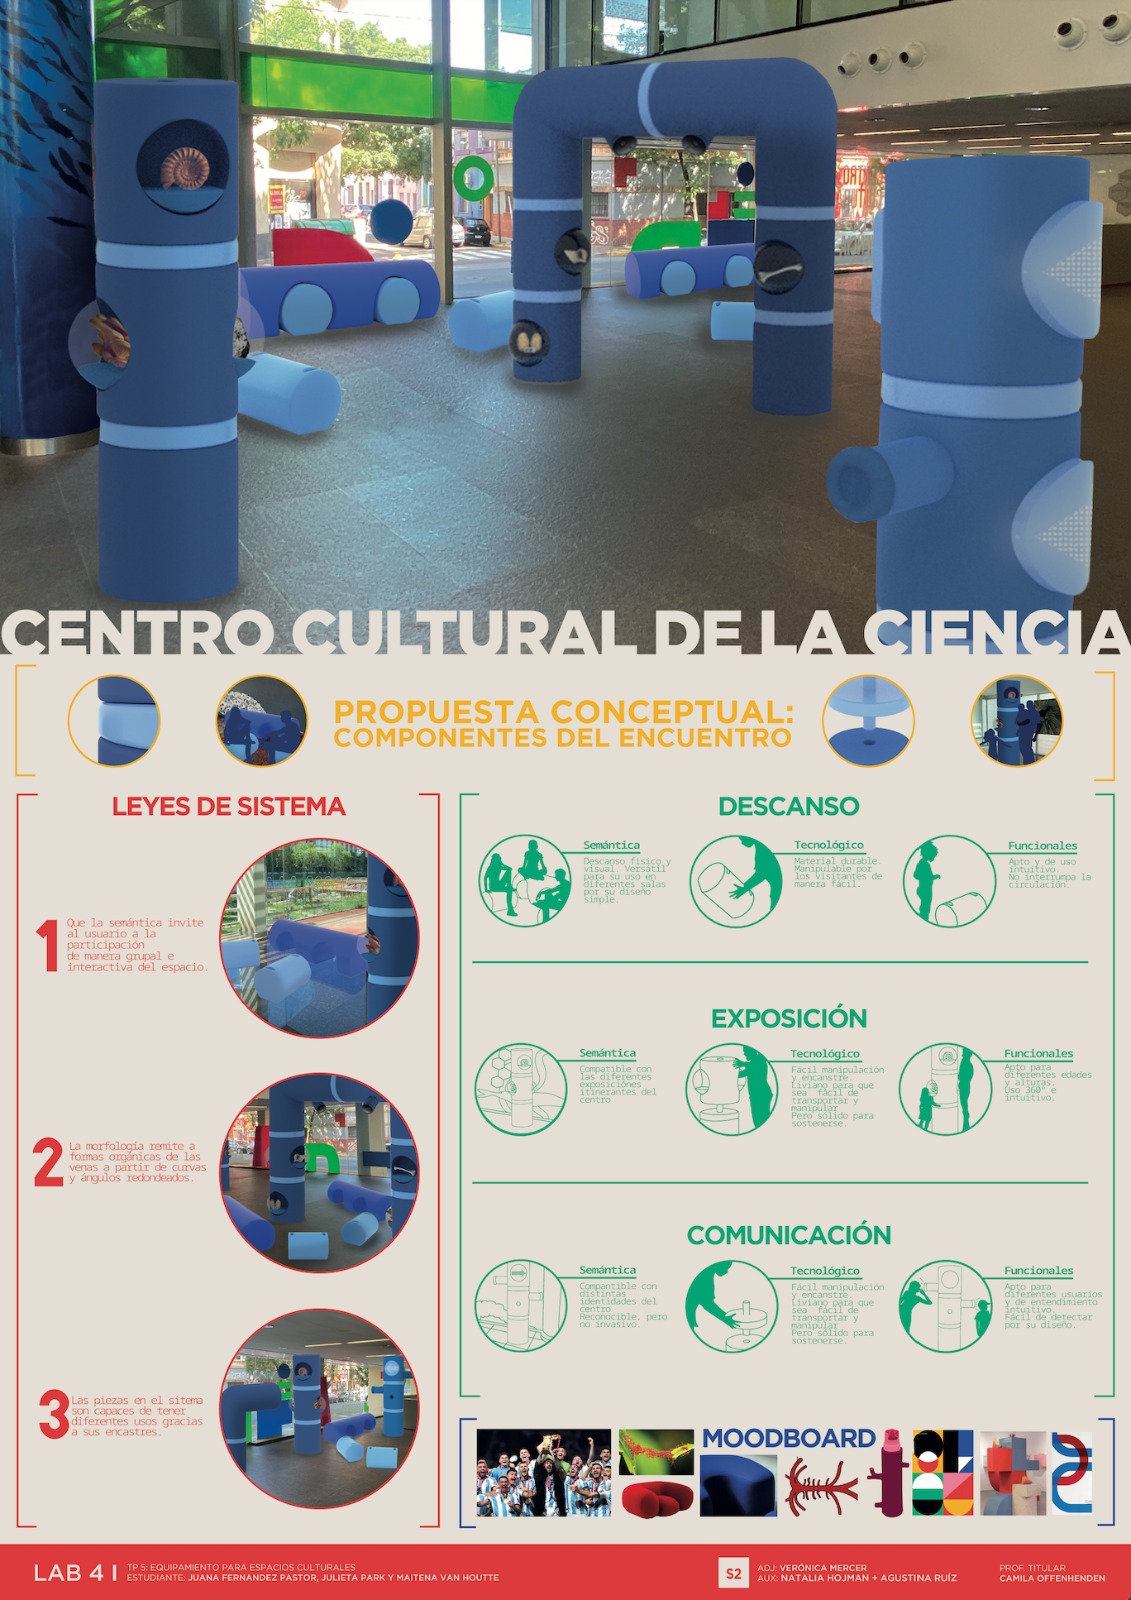 CENTRO CULTURAL DE LA CIENCIA
PROPUESTA CONCEPTUAL:
COMPONENTES DEL ENCUENTRO
LEYES DE SISTEMA
1
Que la semántica invite
al usuario a la
participación
de manera grupal e
interactiva del espacio.
2
La morfología remite a
formas orgánicas de las
venas a partir de curvas
y ángulos redondeados.
3
Las piezas en el sitema
son capaces de tener
diferentes usos gracias
a sus encastres.
DESCANSO
Semántica
Descanso físico y
visual. Versátil
para su uso en
diferentes salas
por su diseño
simple.
Tecnológico
Material durable.
Manipulable por
los visitantes de
manera fácil.
Funcionales
Apto y de uso
intuitivo.
No interrumpa la
circulación.
EXPOSICIÓN
Semántica
Compatible con
las diferentes
exposiciónes
itinerantes del
centro
Tecnológico
Fácil manipulación
y encanstre.
Liviano para que
sea fácil de
transportar y
manipular
Pero sólido para
sostenerse.
Funcionales
Apto para
diferentes edades
y alturas.
Uso 360° e
intuitivo.
COMUNICACIÓN
Semántica
Compantible con
distintas
identidades del
centro
Reconocible, pero
no invasivo.
Tecnológico
Fácil manipulación
y encanstre.
Liviano para que
sea fácil de
transportar y
manipular
Pero sólido para
sostenerse.
Funcionales
Apto para
diferentes usuarios
y de entendimiento
intuitivo.
Fácil de detectar
por su diseño.
MOODBOARD
LAB 4 |
TP 5: EQUIPAMIENTO PARA ESPACIOS CULTURALES
ESTUDIANTE: JUANA FERNANDEZ PASTOR, JULIETA PARK Y MAITENA VAN HOUTTE
S2
ADJ: VERÓNICA MERCER
AUX: NATALIA HOJMAN + AGUSTINA RUÍZ
PROF. TITULAR
CAMILA OFFENHENDEN